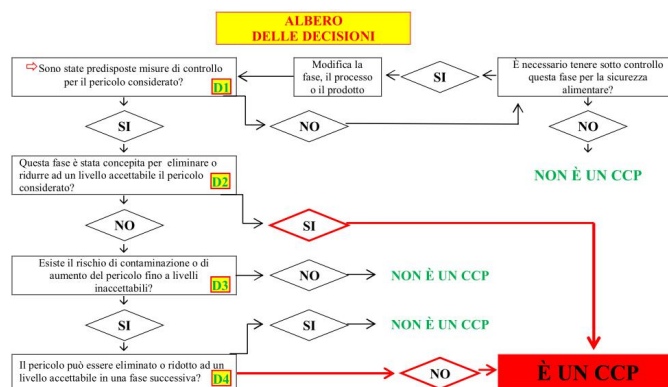 ALBERO
DELLE DECISIONI
Sono state predisposte misure di controllo
per il pericolo considerato?
D1
Modifica la
fase, il processo
o il prodotto
SI
È necessario tenere sotto controllo
questa fase per la sicurezza
alimentare?
SI
NO
NO
NON È UN CCP
Questa fase è stata concepita per eliminare o
ridurre ad un livello accettabile il pericolo
considerato?
D2
NO
SI
Esiste il rischio di contaminazione o di
aumento del pericolo fino a livelli
inaccettabili?
D3
NO
NON È UN CCP
SI
SI
NON È UN CCP
Il pericolo può essere eliminato o ridotto ad un
livello accettabile in una fase successiva?
D4
NO
È UN CCP